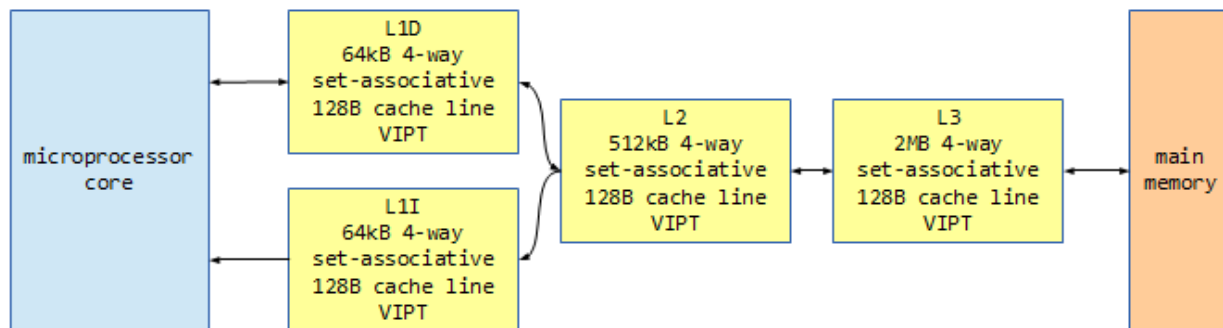 microprocessor
core
L1D
64kB 4-way
set-associative
128B cache line
VIPT
L1I
64kB 4-way
set-associative
128B cache line
VIPT
L2
512kB 4-way
set-associative
128B cache line
VIPT
L3
2MB 4-way
set-associative
128B cache line
VIPT
main
memory